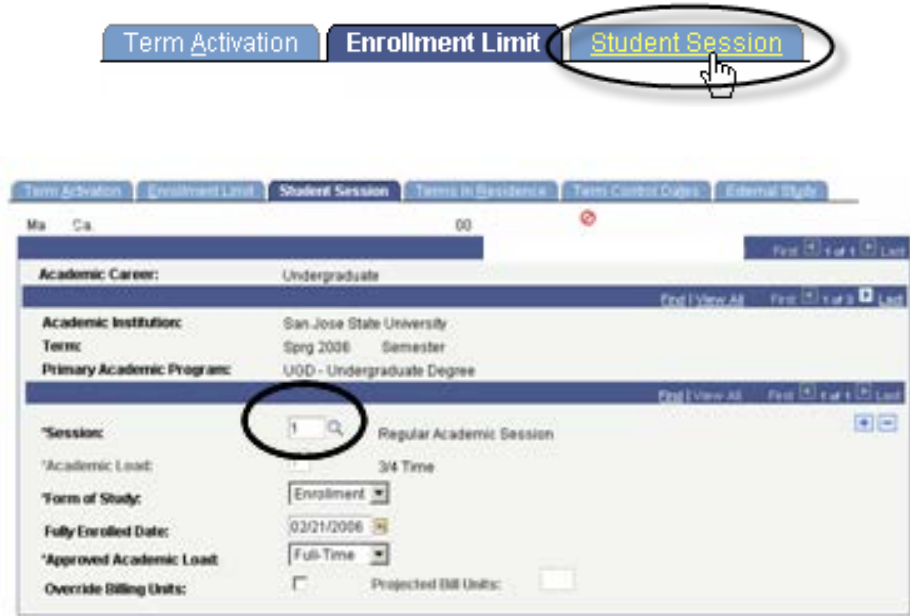 Term Activation Enrollment Limit Student Session
Term Activation Enrollment Limit Student Session Terms In Residence Term Control Dates External Study
Ma Ca. 00
First 1 of 1 Last
Academic Career: Undergraduate
Find | View All First 1 of 3 Last
Academic Institution: San Jose State University
Term: Sprg 2006 Semester
Primary Academic Program: UGD - Undergraduate Degree
Find | View All First 1 of 1 Last
*Session: 1 Regular Academic Session
*Academic Load: 3/4 Time
*Form of Study: Enrollment
Fully Enrolled Date: 02/21/2006
*Approved Academic Load: Full-Time
Override Billing Units: Projected Bill Units: